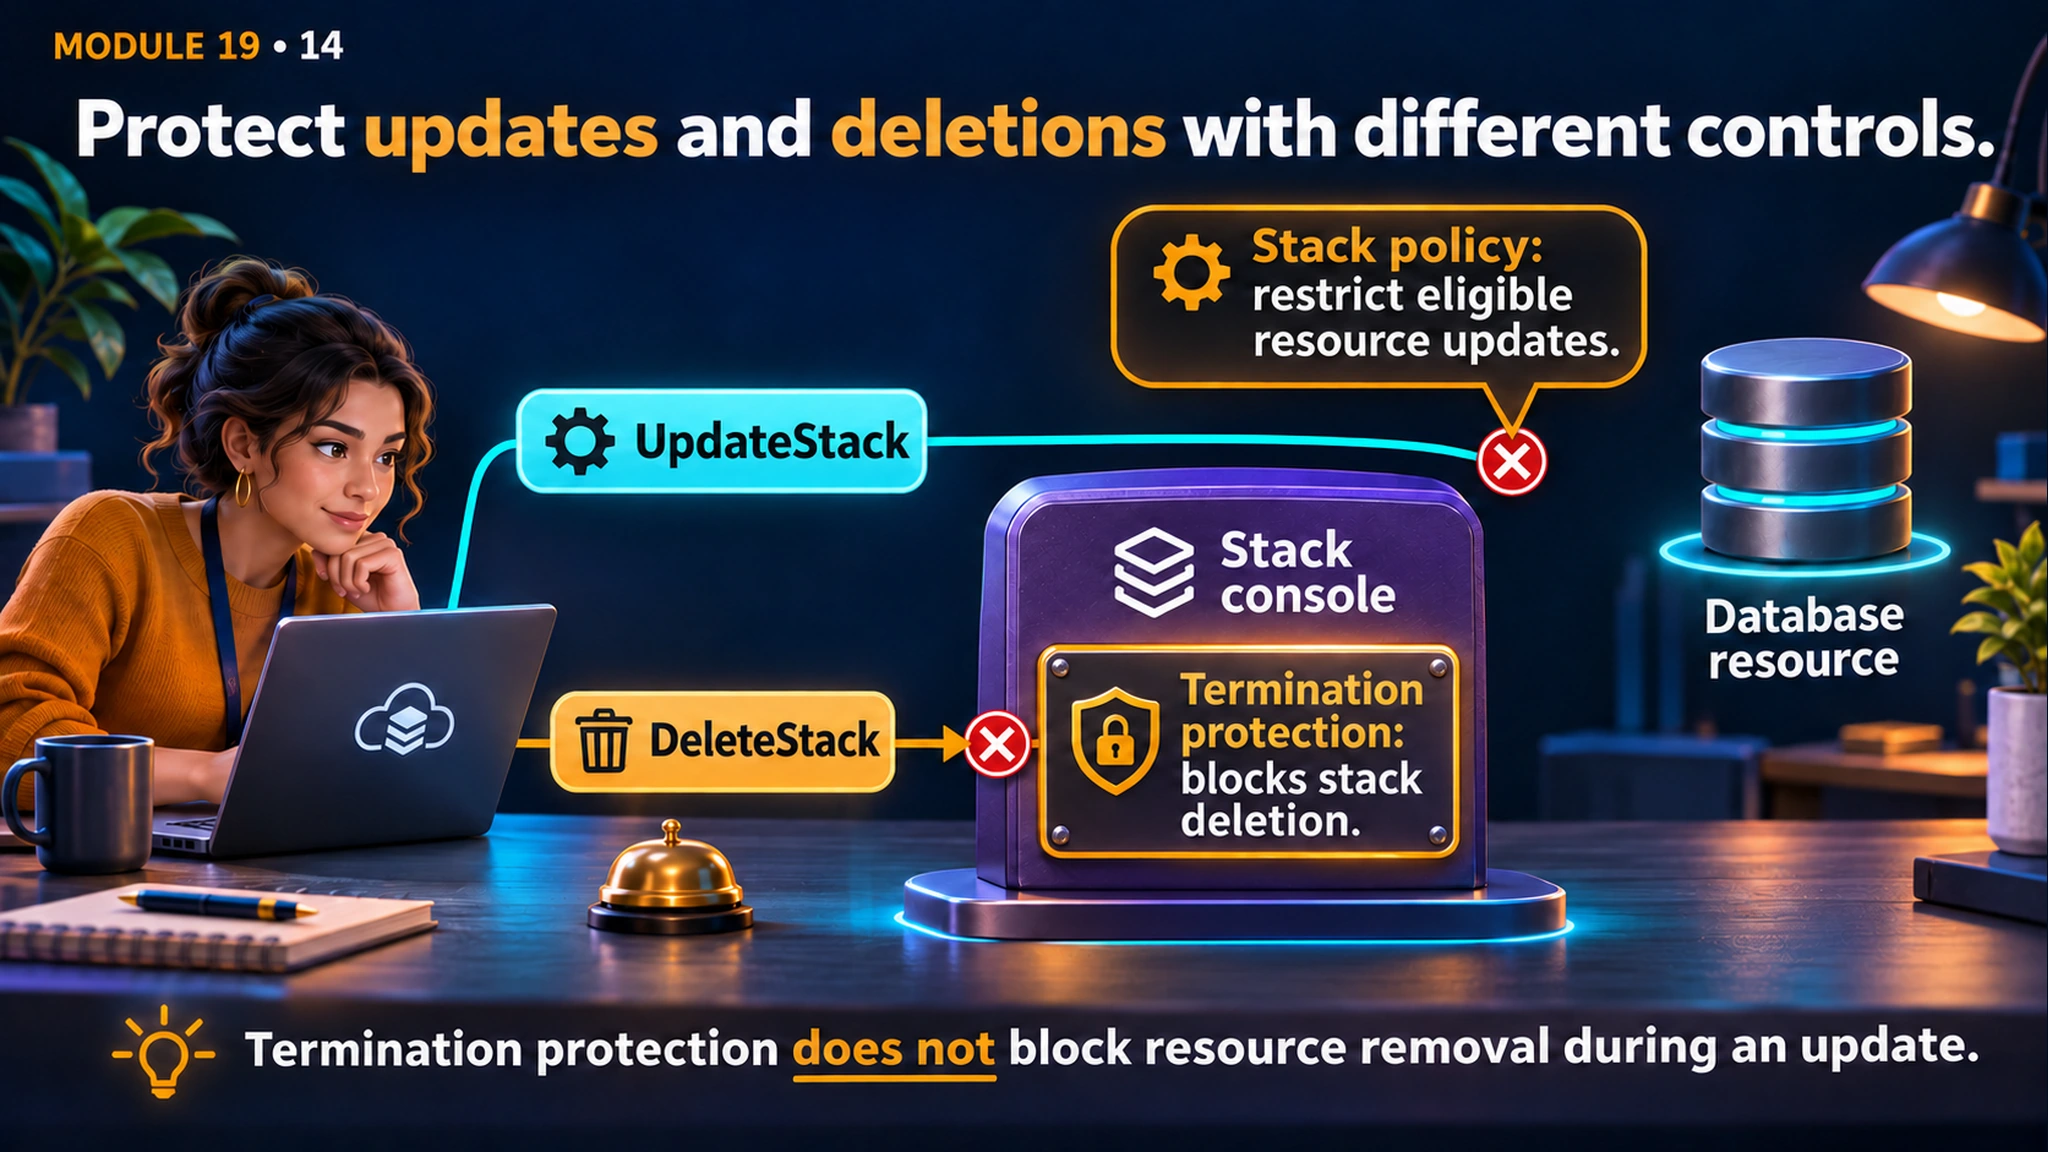 MODULE 19 • 14
Protect updates and deletions with different controls.
Stack policy:
restrict eligible
resource updates.
UpdateStack
Stack
console
Database
resource
Termination
protection:
blocks stack
deletion.
DeleteStack
Termination protection does not block resource removal during an update.